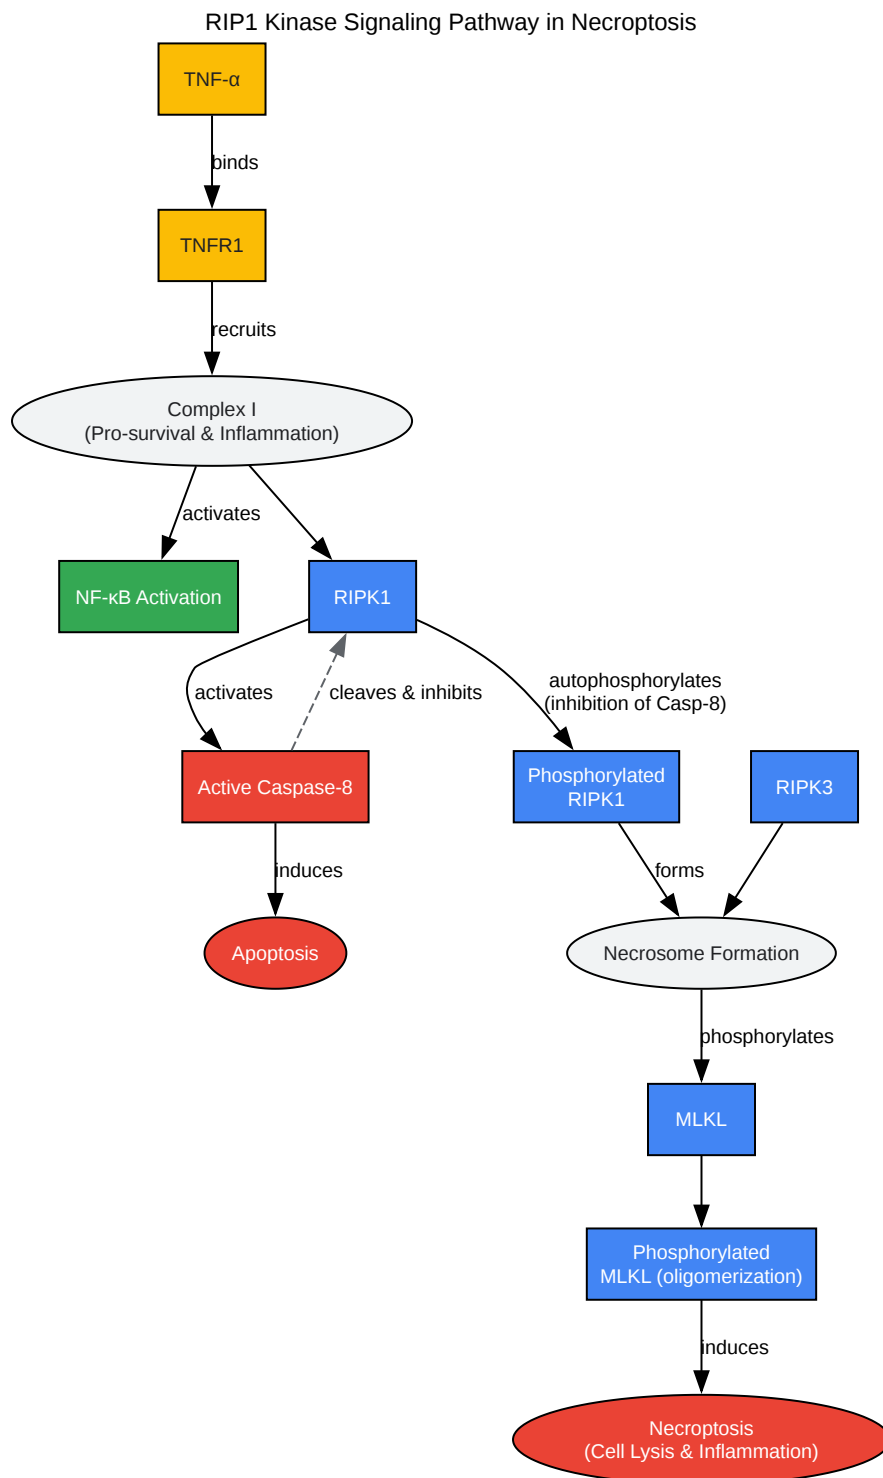 RIP1 Kinase Signaling Pathway in Necroptosis
TNF-α
binds
TNFR1
recruits
Complex I
(Pro-survival & Inflammation)
activates
NF-κB Activation
RIPK1
activates
cleaves & inhibits
autophosphorylates
(inhibition of Casp-8)
Active Caspase-8
Phosphorylated
RIPK1
RIPK3
induces
forms
Apoptosis
Necrosome Formation
phosphorylates
MLKL
Phosphorylated
MLKL (oligomerization)
induces
Necroptosis
(Cell Lysis & Inflammation)